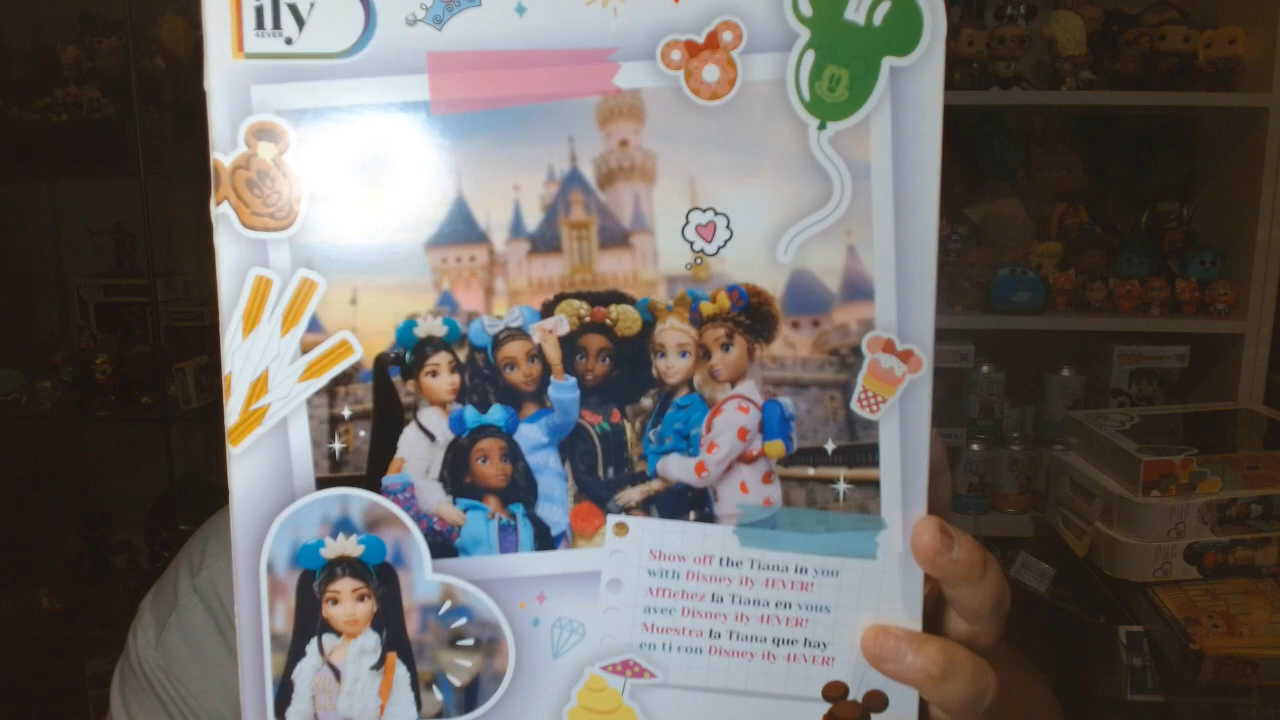 ily
4EVER
Show off the Tiana in you
with Disney ily 4EVER!
Affichez la Tiana en vous
avec Disney ily 4EVER!
Muestra la Tiana que hay
en ti con Disney ily 4EVER!